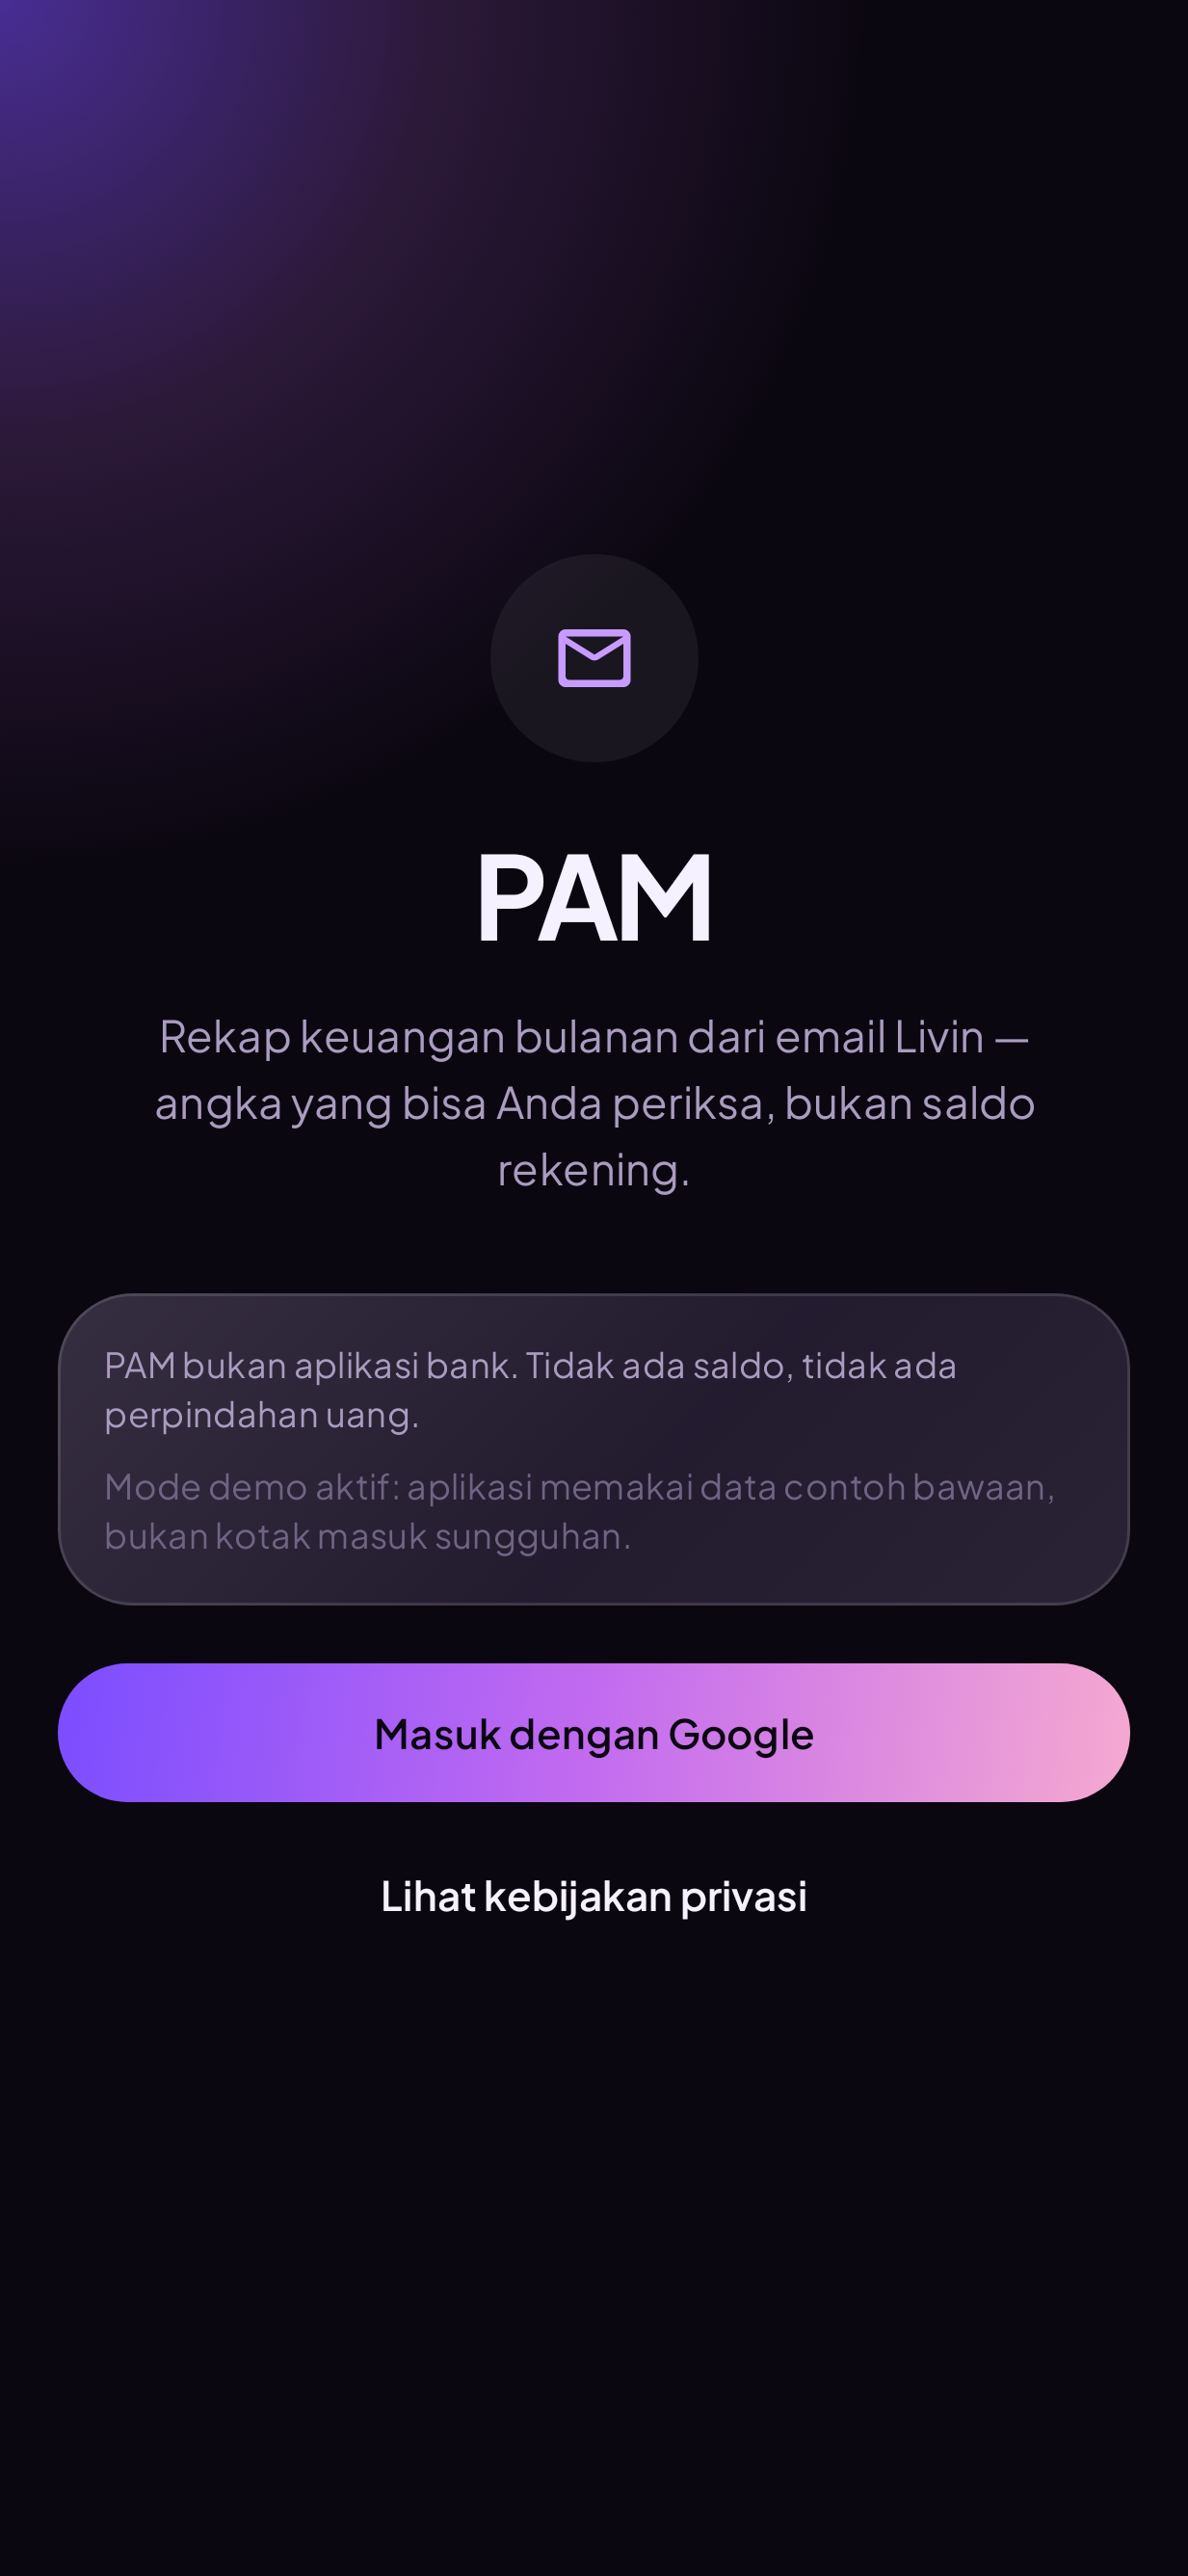 PAM
Rekap keuangan bulanan dari email Livin —
angka yang bisa Anda periksa, bukan saldo
rekening.
PAM bukan aplikasi bank. Tidak ada saldo, tidak ada
perpindahan uang.
Mode demo aktif: aplikasi memakai data contoh bawaan,
bukan kotak masuk sungguhan.
Masuk dengan Google
Lihat kebijakan privasi